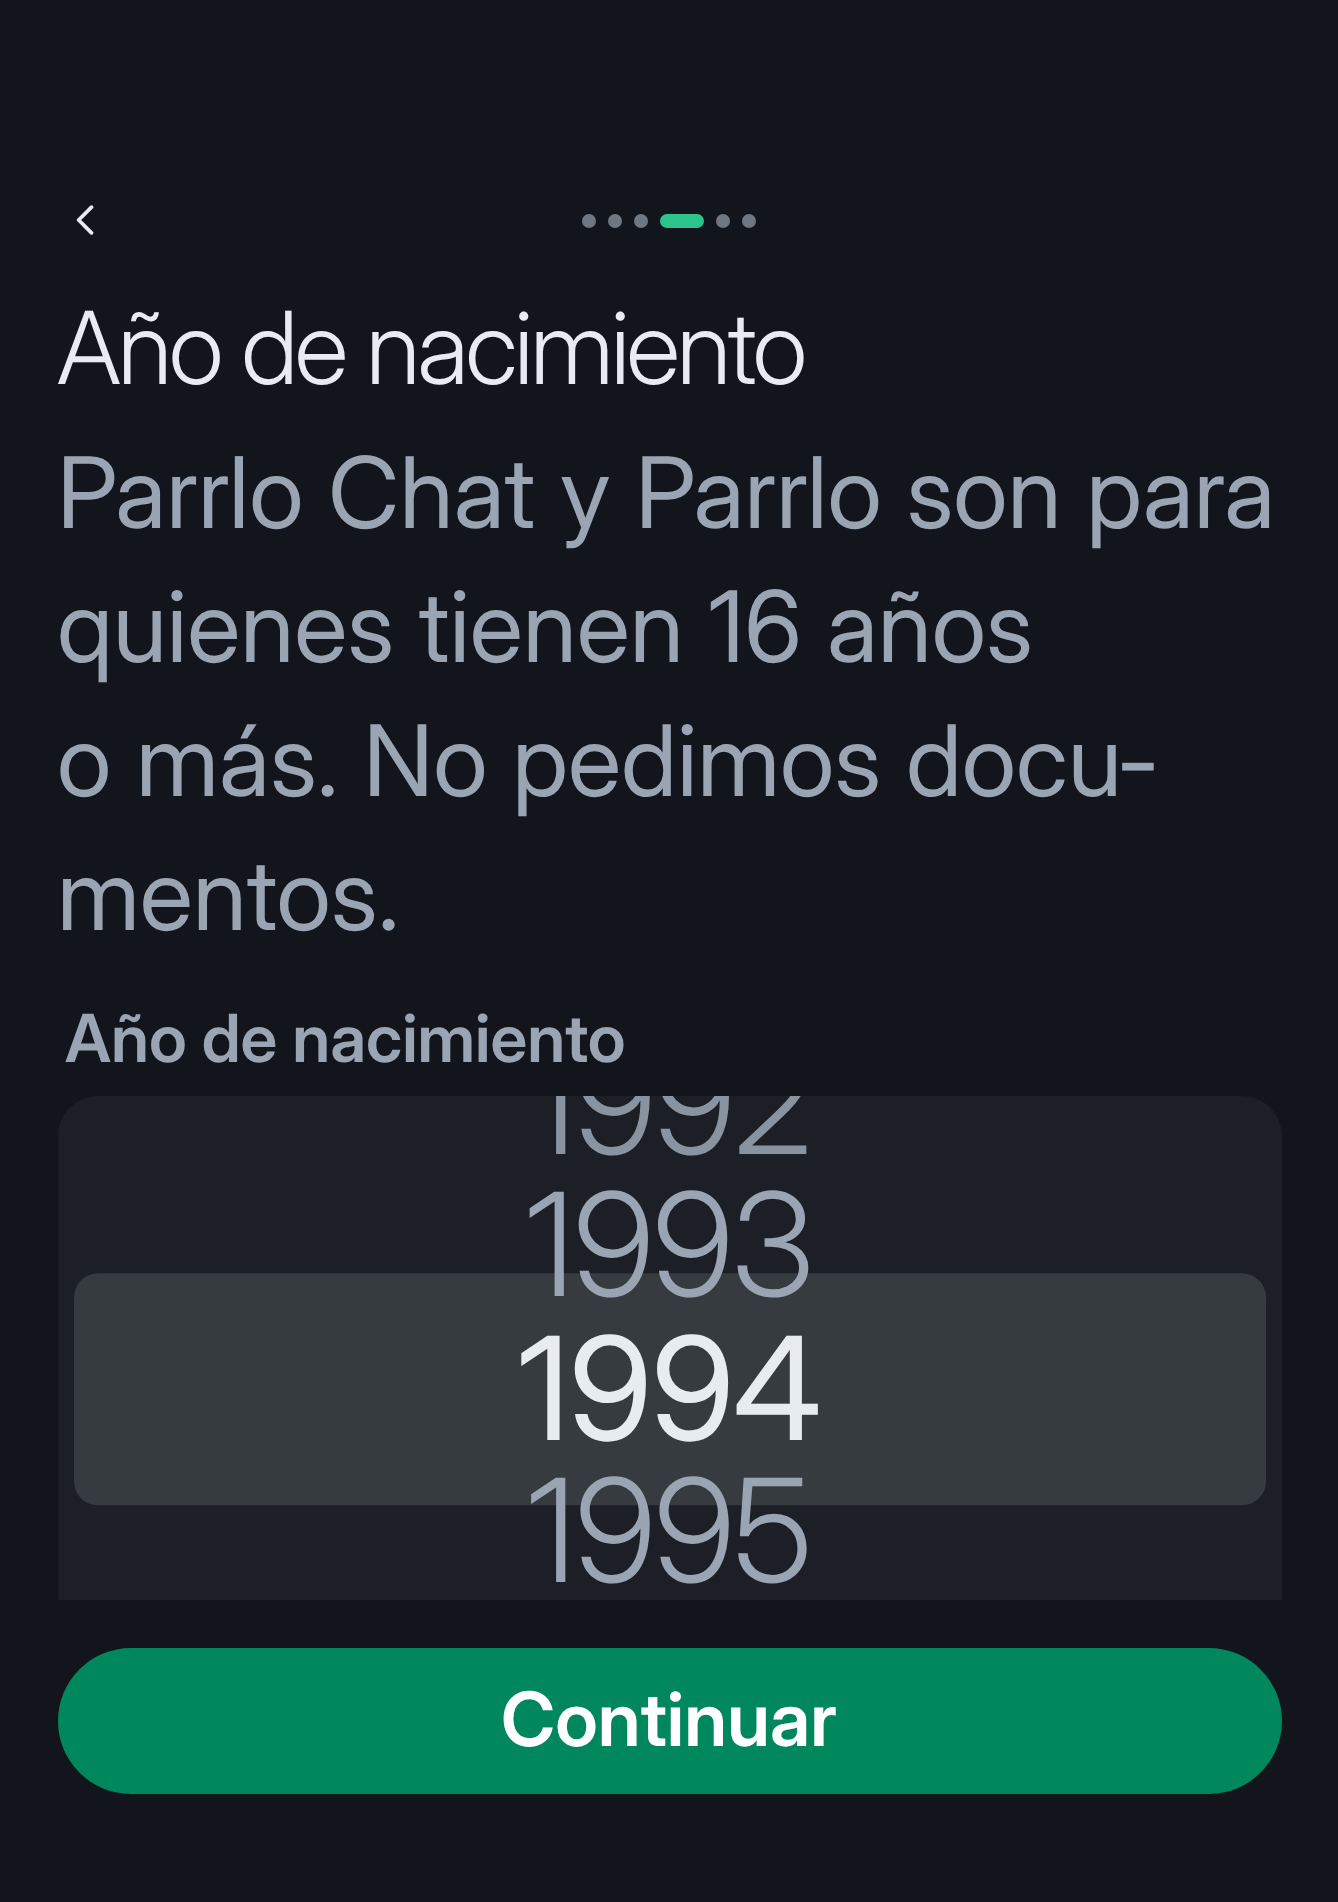 Año de nacimiento
Parrlo Chat y Parrlo son para
quienes tienen 16 años
o más. No pedimos docu-
mentos.
Año de nacimiento
1992
1993
1994
1995
Continuar